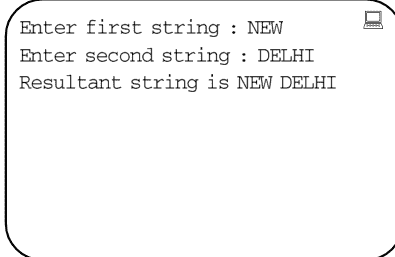 Enter first string : NEW
Enter second string : DELHI
Resultant string is NEW DELHI